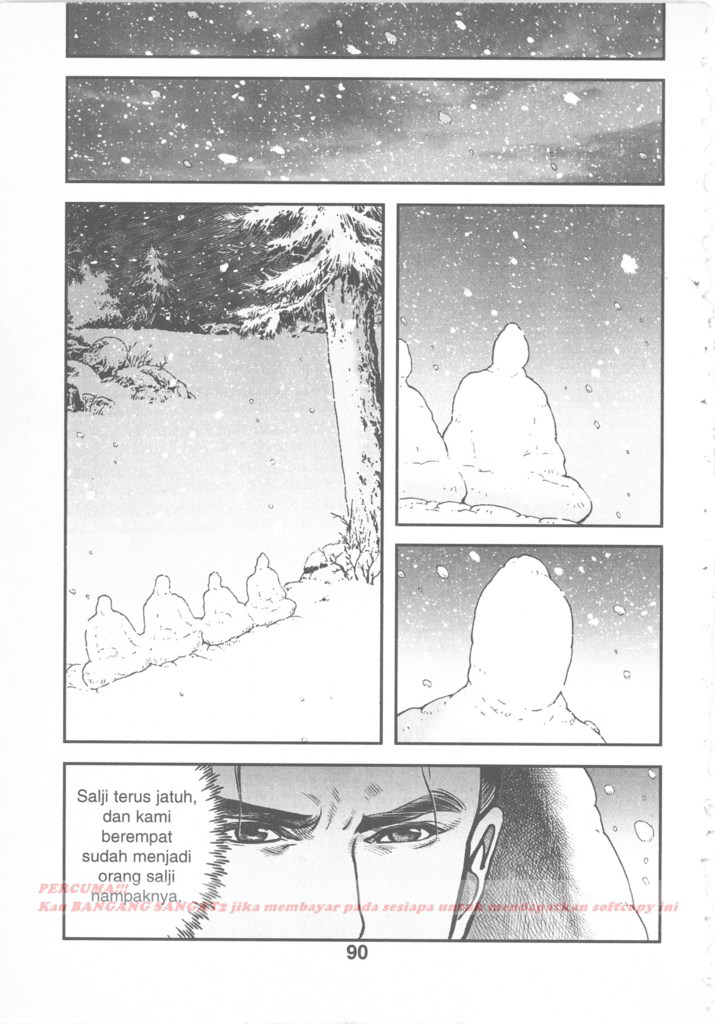 Salji terus jatuh,
dan kami
berempat
sudah menjadi
orang salji
nampaknya.
PERCUMA!!!
Kau BANGANG SANGAT2 jika membayar pada sesiapa untuk mendapatkan softcopy ini
90